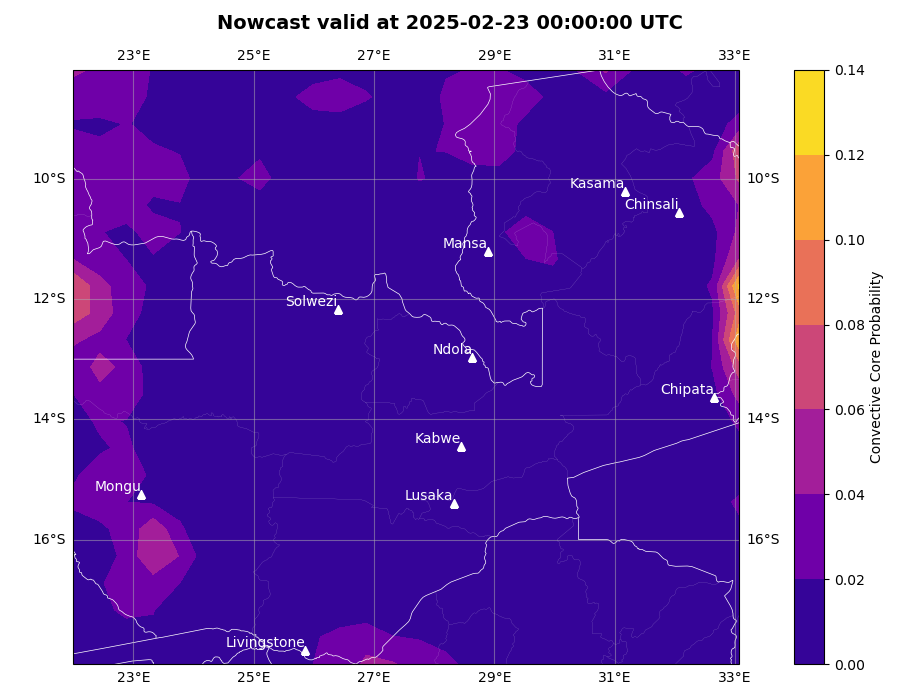 Nowcast valid at 2025-02-23 00:00:00 UTC
23°E 25°E 27°E 29°E 31°E 33°E
0.14
0.12
0.10
0.08
0.06
0.04
0.02
0.00
Convective Core Probability
10°S 10°S
12°S 12°S
14°S 14°S
16°S 16°S
Kasama
Chinsali
Mansa
Solwezi
Ndola
Chipata
Kabwe
Mongu
Lusaka
Livingstone
23°E 25°E 27°E 29°E 31°E 33°E